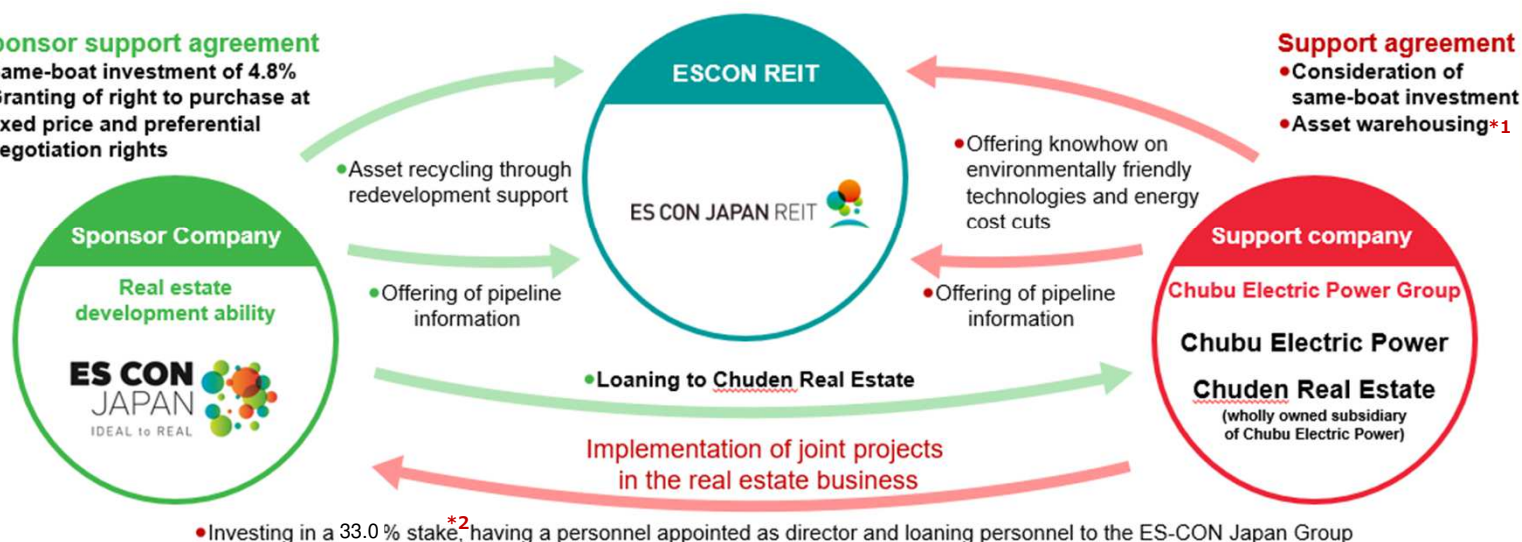 ponsor support agreement
ame-boat investment of 4.8%
ranting of right to purchase at
xed price and preferential
egotiation rights
ESCON REIT
ES CON JAPAN REIT
Support agreement
•Consideration of
same-boat investment
•Asset warehousing*1
•Asset recycling through
redevelopment support
•Offering knowhow on
environmentally friendly
technologies and energy
cost cuts
Sponsor Company
Real estate
development ability
ES CON
JAPAN
IDEAL to REAL
•Offering of pipeline
information
•Offering of pipeline
information
Support company
Chubu Electric Power Group
Chubu Electric Power
Chuden Real Estate
(wholly owned subsidiary
of Chubu Electric Power)
•Loaning to Chuden Real Estate
Implementation of joint projects
in the real estate business
•Investing in a 33.0 % stake,*2 having a personnel appointed as director and loaning personnel to the ES-CON Japan Group